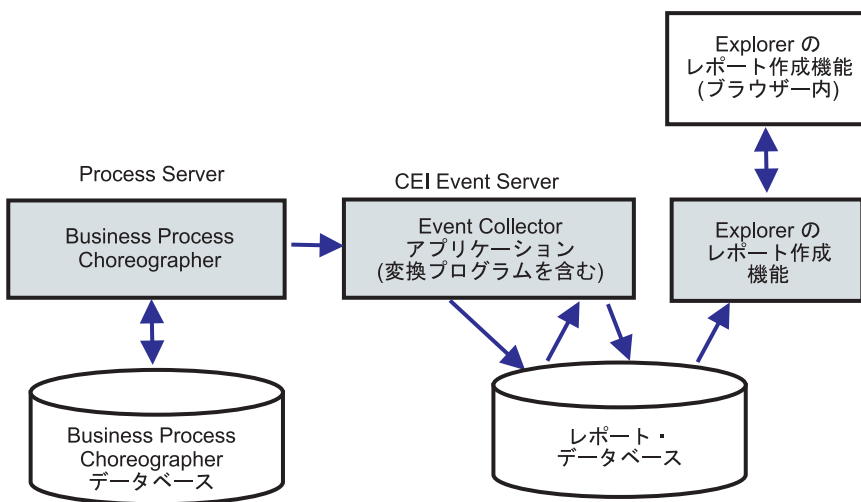 Explorer の
レポート作成機能
(ブラウザー内)
Process Server
CEI Event Server
Business Process
Choreographer
Event Collector
アプリケーション
(変換プログラムを含む)
Explorer の
レポート作成
機能
Business Process
Choreographer
データベース
レポート・
データベース